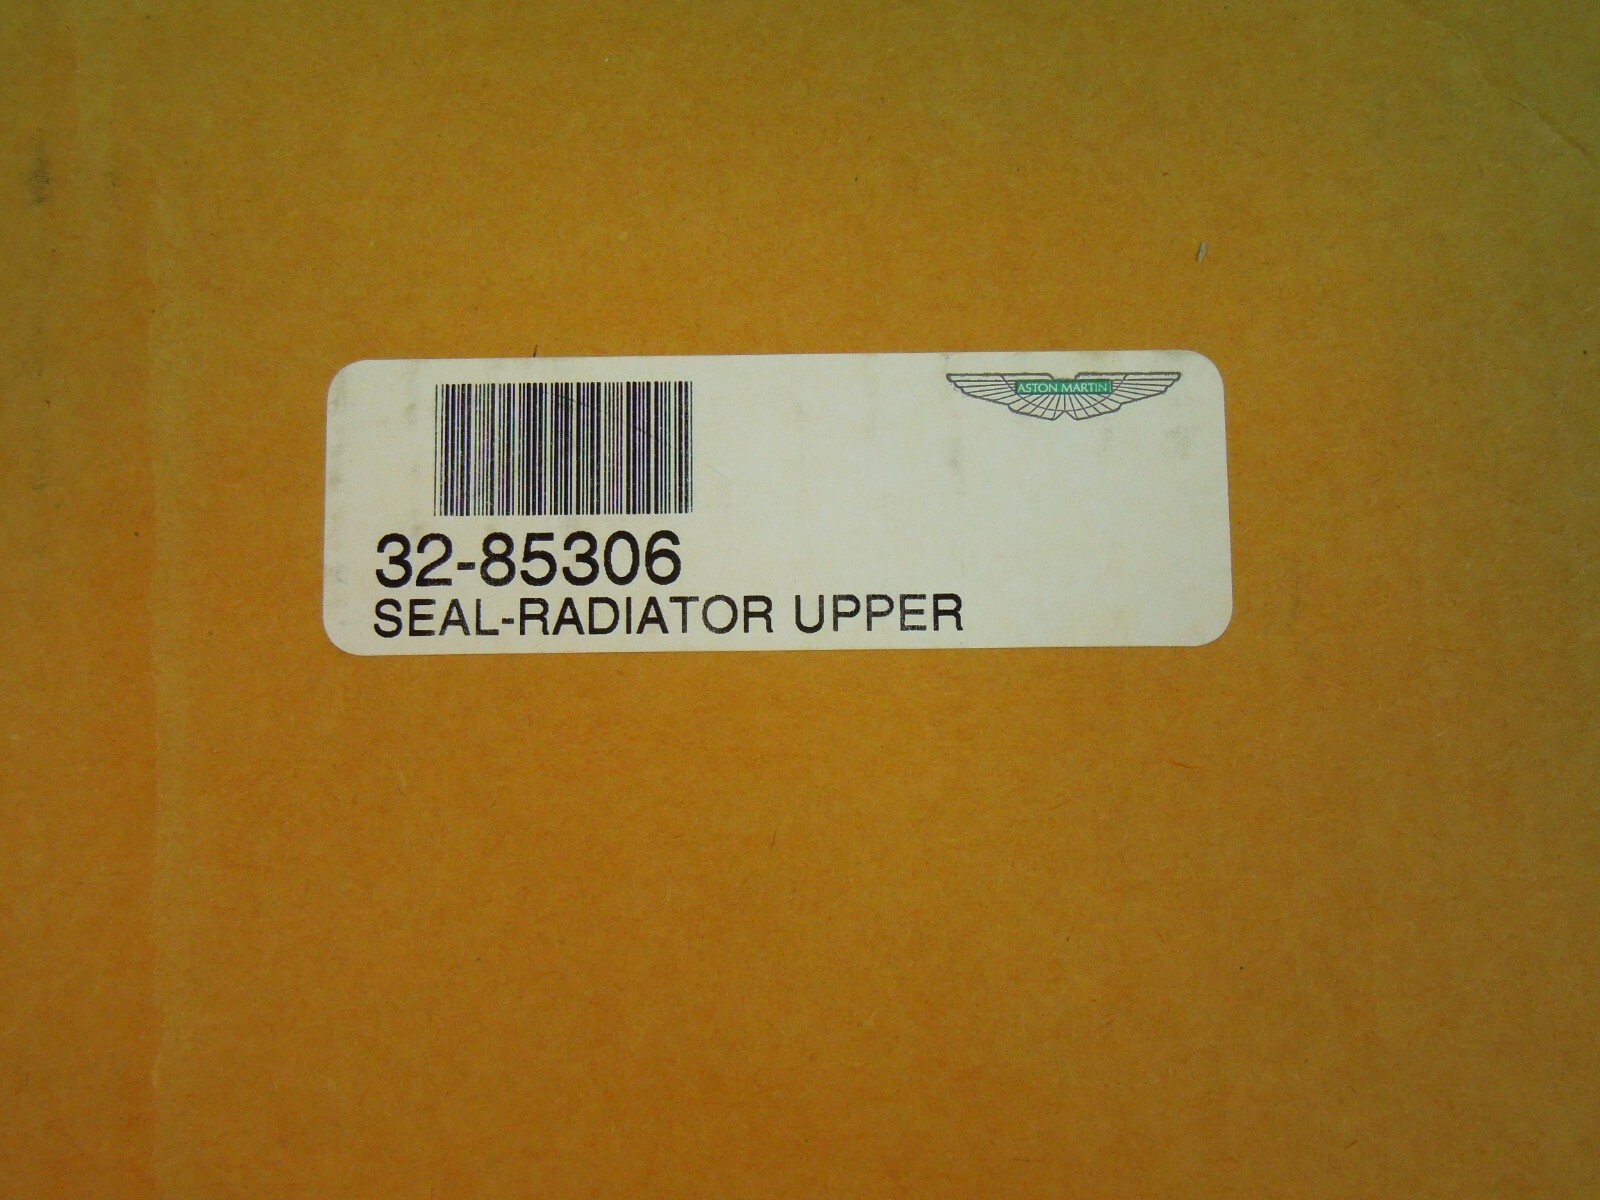 ASTON MARTIN
32-85306
SEAL-RADIATOR UPPER